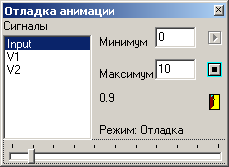 Отладка анимации
Сигналы
Input
V1
V2
Минимум 0
Максимум 10
0.9
Режим: Отладка